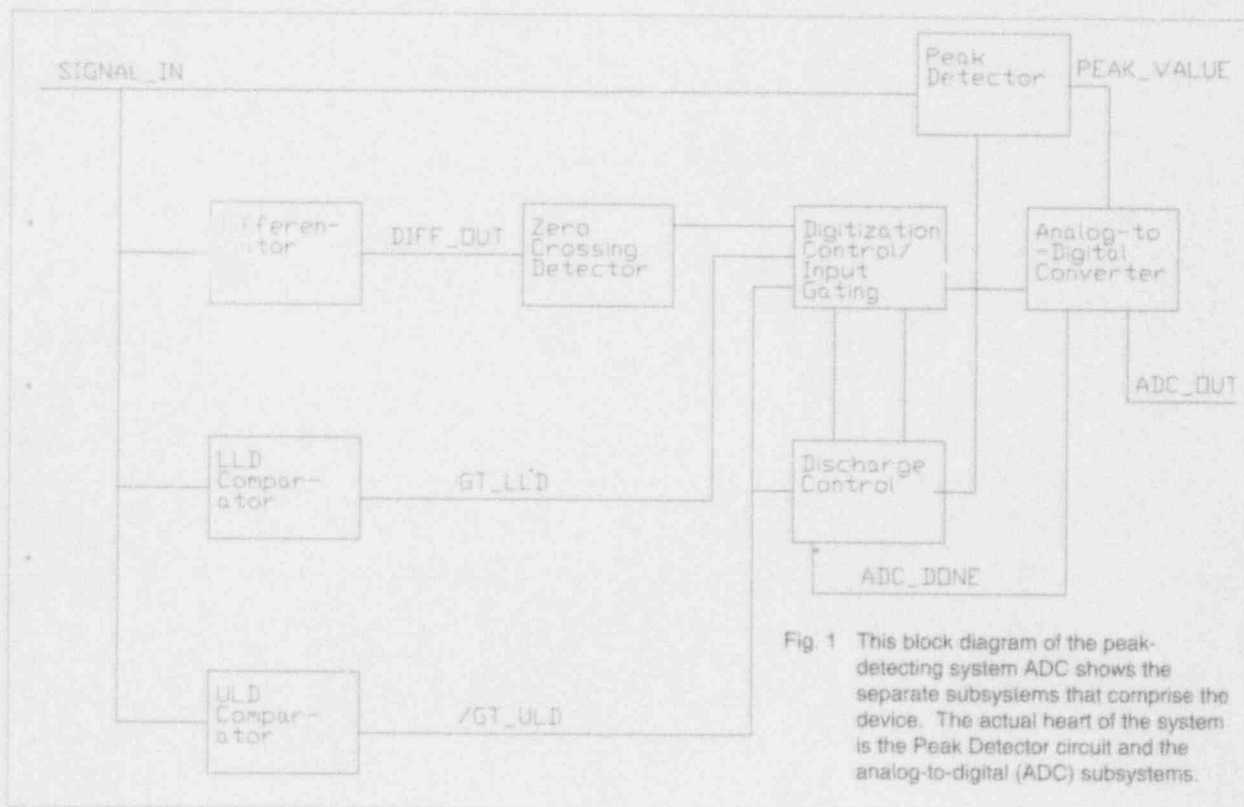 SIGNAL_IN
Peak
Detector
PEAK_VALUE
DIFF_OUT
Zero
Crossing
Detector
Digitization
Control/
Input
Gating
Analog-to
-Digital
Converter
ADC_OUT
LLD
Compar-
ator
GT_LLD
Discharge
Control
ADC_DONE
ULD
Compar-
ator
/GT_ULD
Fig. 1 This block diagram of the peak-
detecting system ADC shows the
separate subsystems that comprise the
device. The actual heart of the system
is the Peak Detector circuit and the
analog-to-digital (ADC) subsystems.